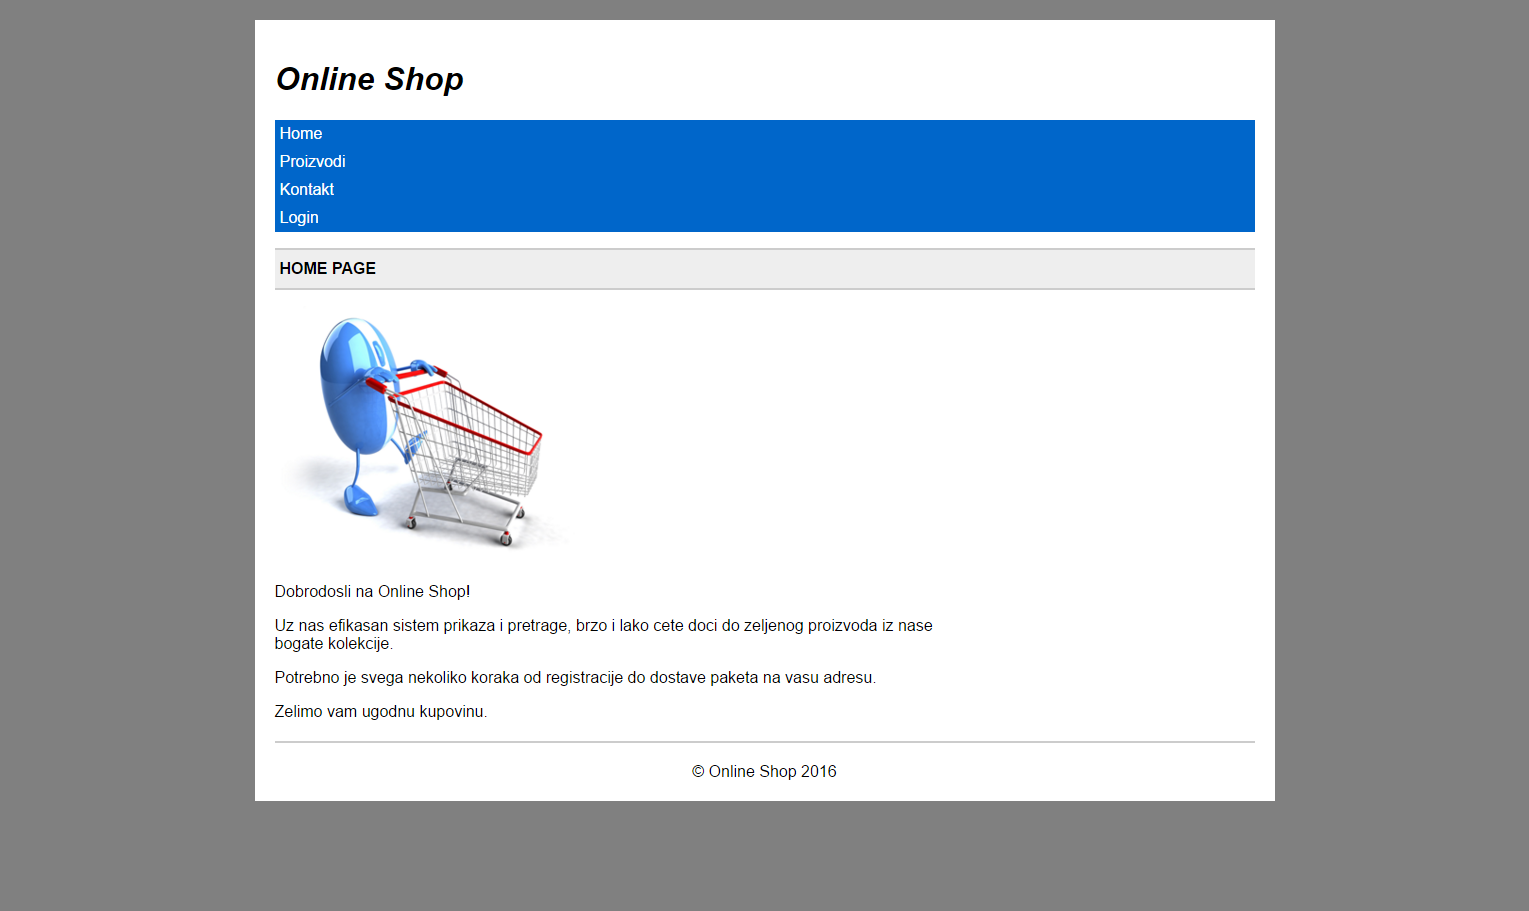 Online Shop
Home
Proizvodi
Kontakt
Login
HOME PAGE
Dobrodosli na Online Shop!
Uz nas efikasan sistem prikaza i pretrage, brzo i lako cete doci do zeljenog proizvoda iz nase
bogate kolekcije.
Potrebno je svega nekoliko koraka od registracije do dostave paketa na vasu adresu.
Zelimo vam ugodnu kupovinu.
© Online Shop 2016